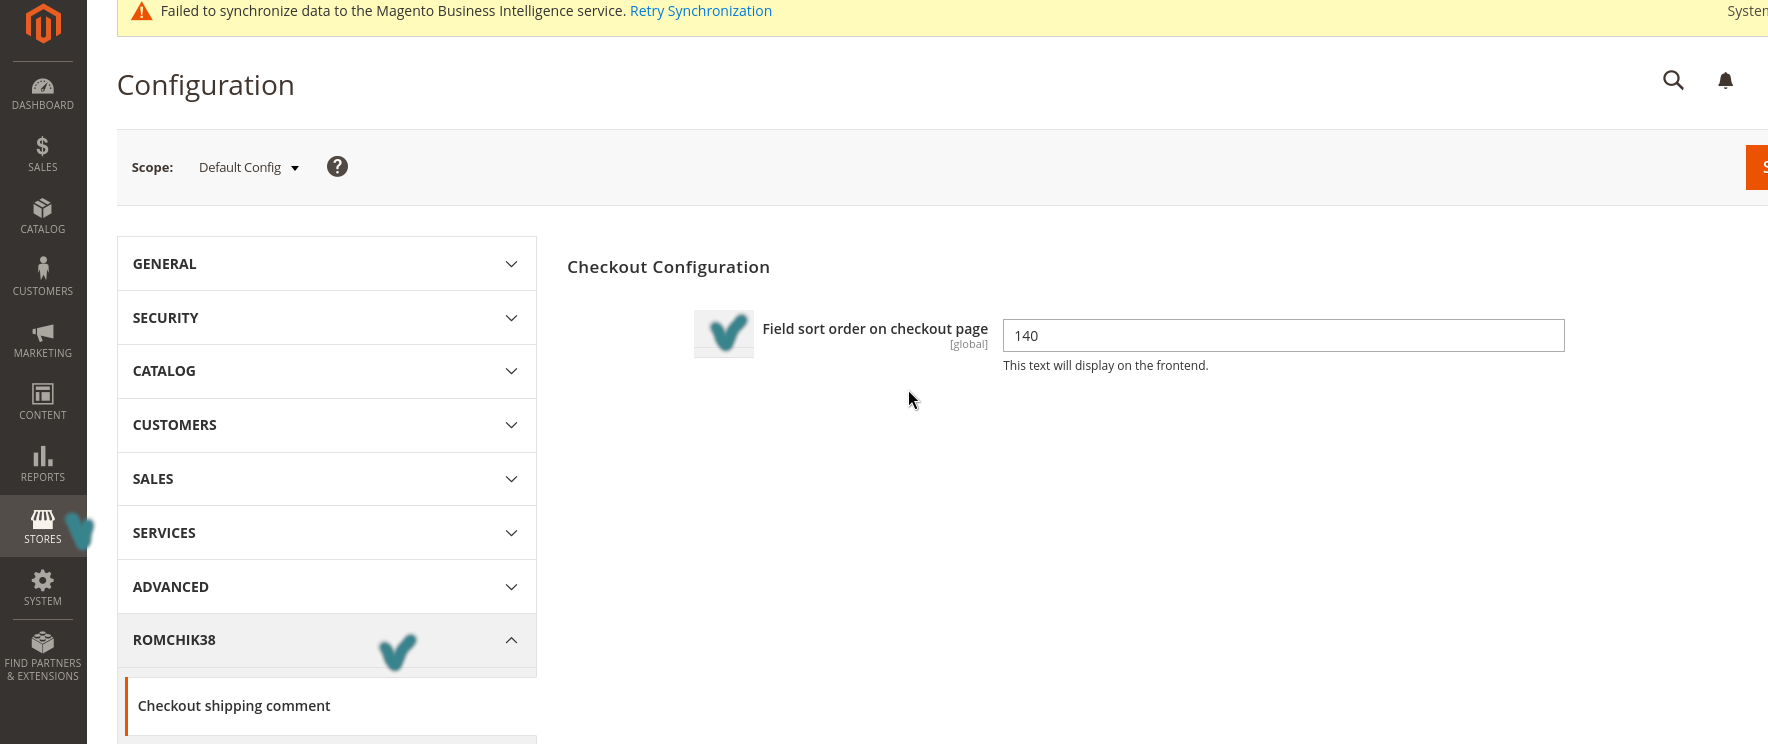 Failed to synchronize data to the Magento Business Intelligence service. Retry Synchronization
System
Configuration
Scope: Default Config ?
DASHBOARD
SALES
CATALOG
CUSTOMERS
MARKETING
CONTENT
REPORTS
STORES
SYSTEM
FIND PARTNERS
& EXTENSIONS
GENERAL
SECURITY
CATALOG
CUSTOMERS
SALES
SERVICES
ADVANCED
ROMCHIK38
Checkout shipping comment
Checkout Configuration
Field sort order on checkout page
[global]
140
This text will display on the frontend.